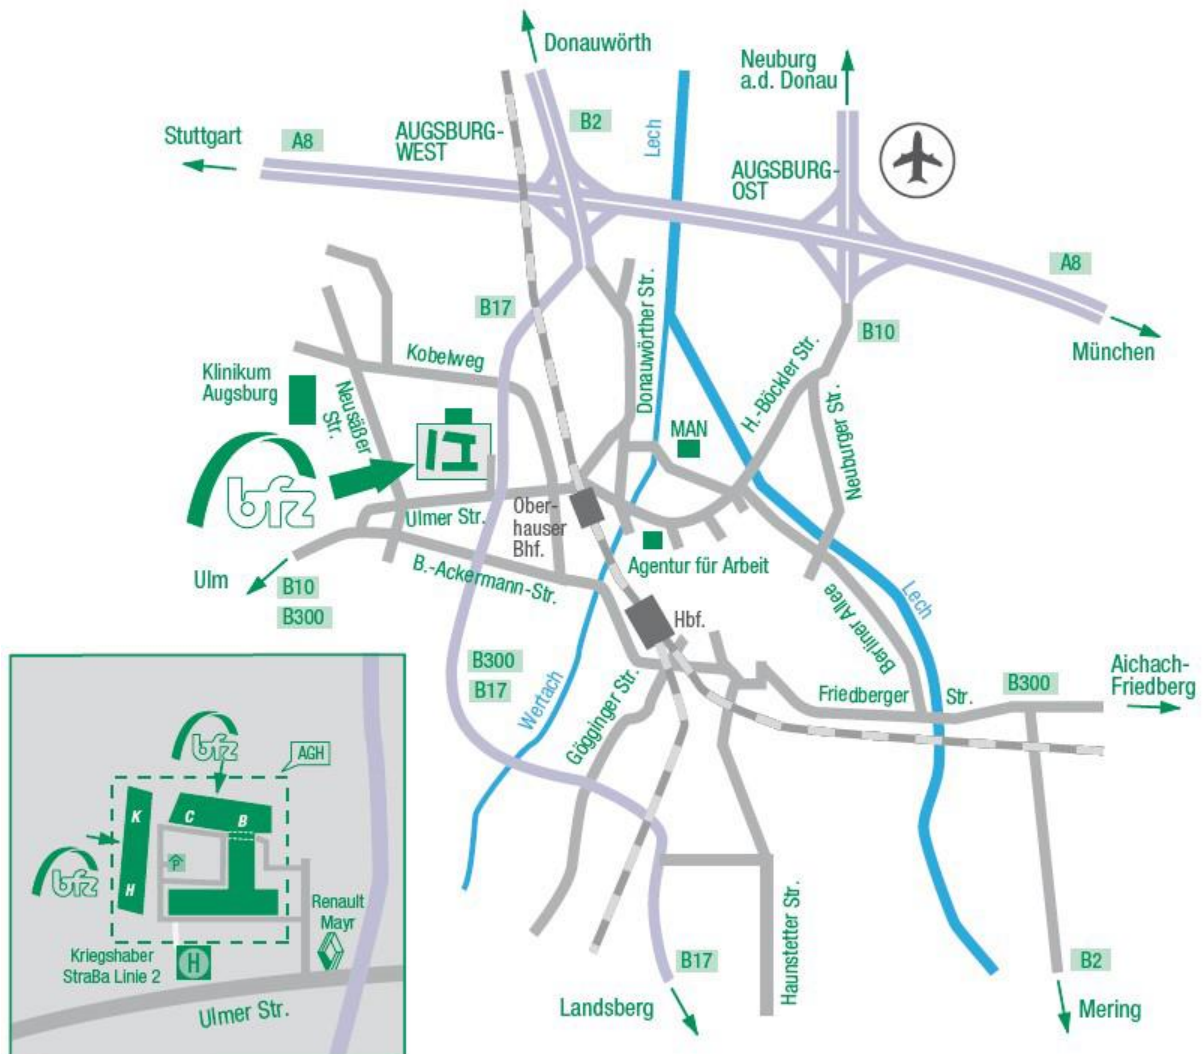 Donauwörth
Neuburg
a.d. Donau
B2
Stuttgart
A8
AUGSBURG-
WEST
Lech
AUGSBURG-
OST
A8
B17
Donauwörther Str.
B10
München
Kobelweg
H.-Böckler Str.
Klinikum
Augsburg
Neusäßer
Str.
MAN
Neuburger Str.
bfz
Ulmer Str.
Ober-
hauser
Bhf.
B.-Ackermann-Str.
Agentur für Arbeit
Ulm
B10
B300
Hbf.
Berliner Allee
Lech
B300
B17
Wertach
Gögginger Str.
Friedberger
Str.
B300
Aichach-
Friedberg
bfz
AGH
K
C
B
P
H
bfz
Renault
Mayr
Kriegshaber
StraBa Linie 2
H
Ulmer Str.
Haunstetter Str.
B17
Landsberg
B2
Mering